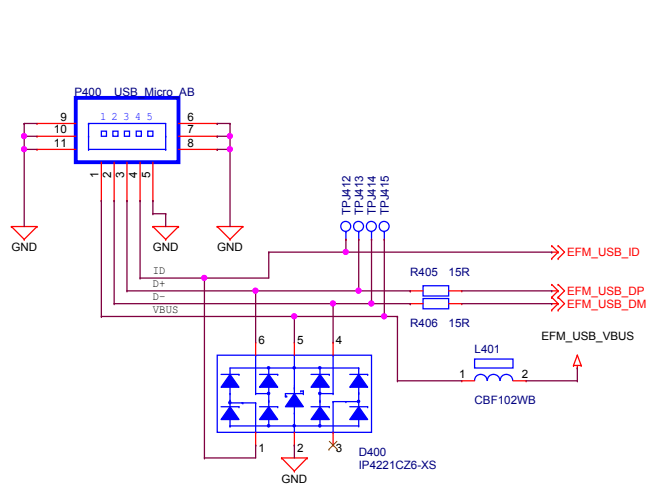 P400 USB_Micro_AB
9
10
11
1 2 3 4 5
6
7
8
1
2
3
4
5
GND
GND
GND
TPJ412
TPJ413
TPJ414
TPJ415
EFM_USB_ID
ID
D+
D-
VBUS
R405 15R
EFM_USB_DP
EFM_USB_DM
R406 15R
EFM_USB_VBUS
6
5
4
L401
1
2
CBF102WB
1
2
3
D400
IP4221CZ6-XS
GND